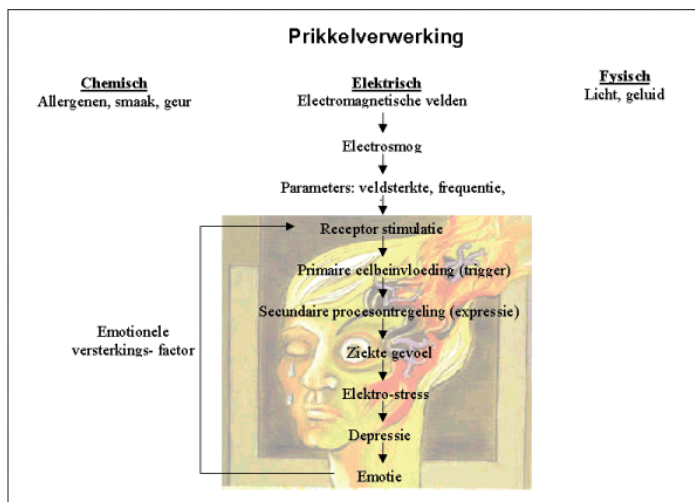 Prikkelverwerking
Chemisch
Allergenen, smaak, geur
Elektrisch
Electromagnetische velden
Fysisch
Licht, geluid
Electrosmog
Parameters: veldsterkte, frequentie,
Receptor stimulatie
Primaire celbeinvloeding (trigger)
Secundaire procesontregeling (expressie)
Emotionele
versterkings- factor
Ziekte gevoel
Elektro-stress
Depressie
Emotie